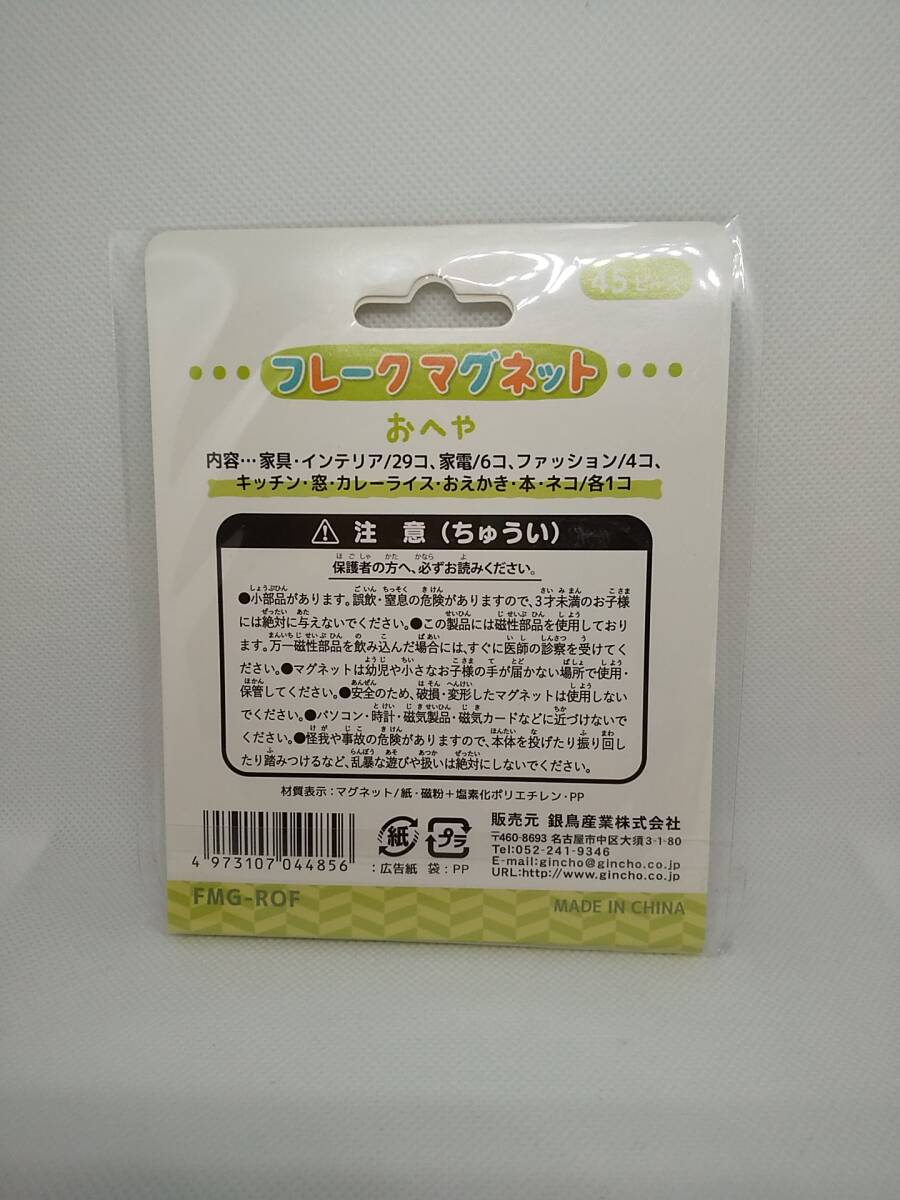 45 ピース
フレーク マグネット
おへや
内容…家具・インテリア/29コ、家電/6コ、ファッション/4コ、
キッチン・窓・カレーライス・おえかき・本・ネコ/各1コ
⚠ 注 意（ちゅうい）
保護者の方へ、必ずお読みください。
●小部品があります。誤飲・窒息の危険がありますので、3才未満のお子様
には絶対に与えないでください。●この製品には磁性部品を使用しており
ます。万一磁性部品を飲み込んだ場合には、すぐに医師の診察を受けてく
ださい。●マグネットは幼児や小さなお子様の手が届かない場所で使用・
保管してください。●安全のため、破損・変形したマグネットは使用しない
でください。●パソコン・時計・磁気製品・磁気カードなどに近づけないで
ください。●怪我や事故の危険がありますので、本体を投げたり振り回し
たり踏みつけるなど、乱暴な遊びや扱いは絶対にしないでください。
材質表示：マグネット/紙・磁粉＋塩素化ポリエチレン・PP
4 973107 044856
紙
：広告紙
プラ
袋：PP
販売元 銀鳥産業株式会社
〒460-8693 名古屋市中区大須3-1-80
Tel:052-241-9346
E-mail:gincho@gincho.co.jp
URL:http://www.gincho.co.jp
FMG-ROF
MADE IN CHINA